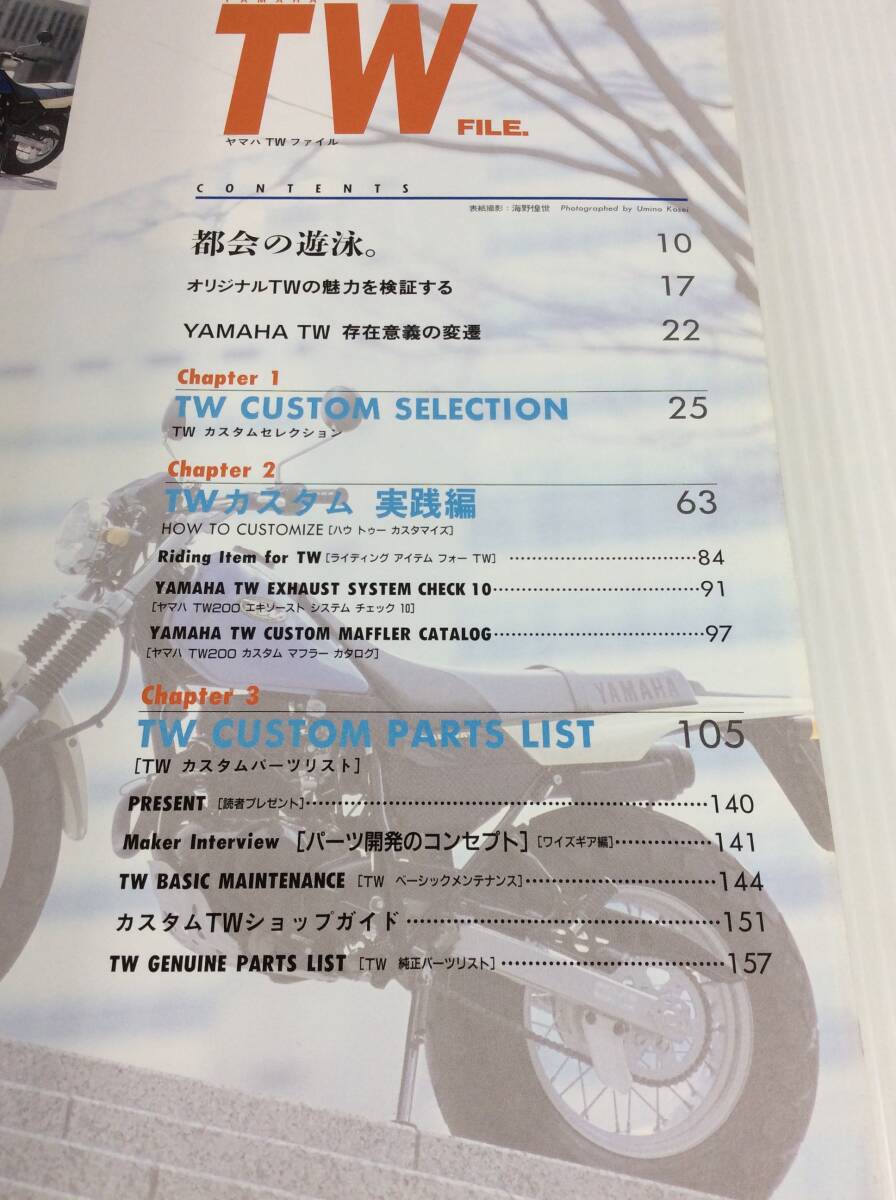 YAMAHA
TW
FILE.
ヤマハ TW ファイル
CONTENTS
表紙撮影：海野惶世 Photographed by Umino Kosei
都会の遊泳。 10
オリジナルTWの魅力を検証する 17
YAMAHA TW 存在意義の変遷 22
Chapter 1
TW CUSTOM SELECTION 25
TW カスタムセレクション
Chapter 2
TWカスタム 実践編 63
HOW TO CUSTOMIZE [ハウ トゥー カスタマイズ]
Riding Item for TW [ライディング アイテム フォー TW] ……………………………84
YAMAHA TW EXHAUST SYSTEM CHECK 10……………………………91
[ヤマハ TW200 エキゾースト システム チェック 10]
YAMAHA TW CUSTOM MAFFLER CATALOG……………………………97
[ヤマハ TW200 カスタム マフラー カタログ]
YAMAHA
Chapter 3
TW CUSTOM PARTS LIST 105
[TW カスタムパーツリスト]
PRESENT [読者プレゼント]……………………………140
Maker Interview [パーツ開発のコンセプト] [ワイズギア編]……………141
TW BASIC MAINTENANCE [TW ベーシックメンテナンス]……………………144
カスタムTWショップガイド……………………………151
TW GENUINE PARTS LIST [TW 純正パーツリスト]……………………………157